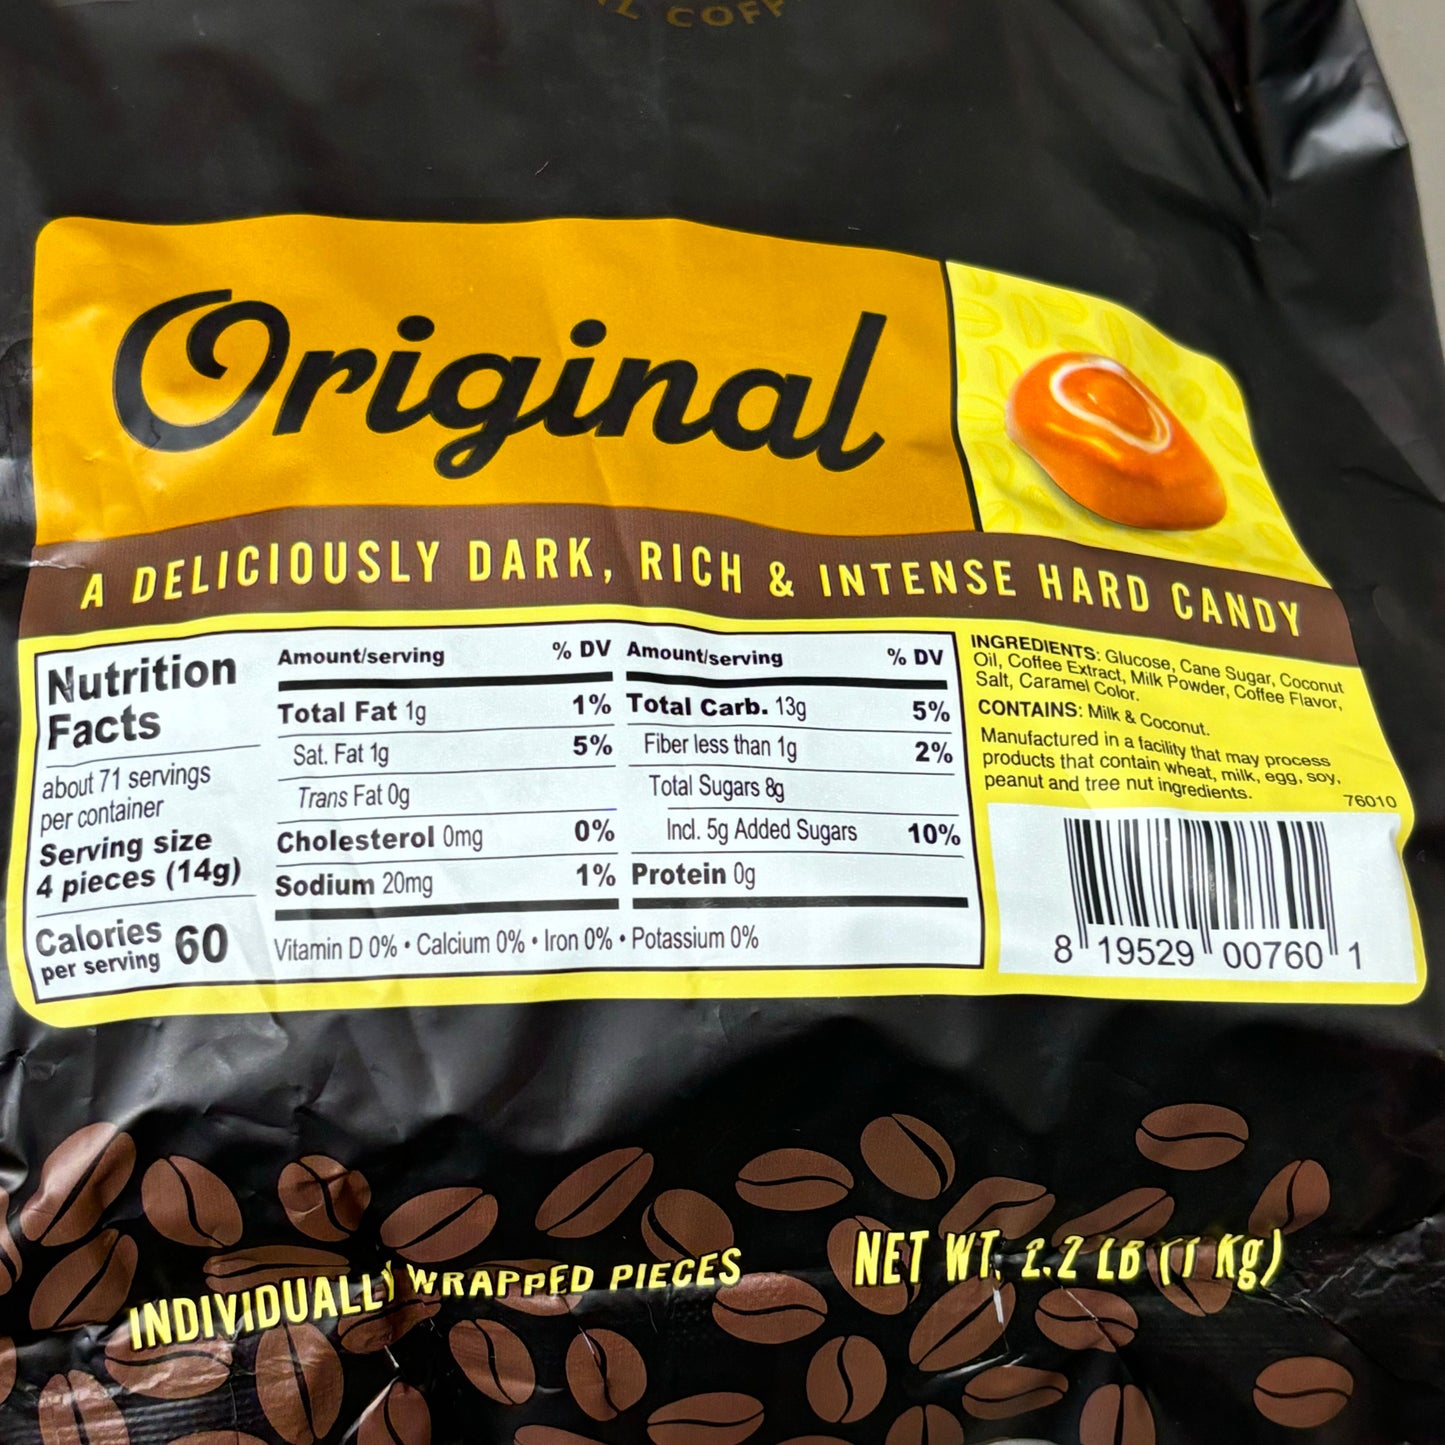 Original
A DELICIOUSLY DARK, RICH & INTENSE HARD CANDY
Nutrition
Facts
about 71 servings
per container
Serving size
4 pieces (14g)
Calories
per serving 60
Amount/serving % DV
Total Fat 1g 1%
Sat. Fat 1g 5%
Trans Fat 0g
Cholesterol 0mg 0%
Sodium 20mg 1%
Amount/serving % DV
Total Carb. 13g 5%
Fiber less than 1g 2%
Total Sugars 8g
Incl. 5g Added Sugars 10%
Protein 0g
Vitamin D 0% • Calcium 0% • Iron 0% • Potassium 0%
INGREDIENTS: Glucose, Cane Sugar, Coconut
Oil, Coffee Extract, Milk Powder, Coffee Flavor,
Salt, Caramel Color.
CONTAINS: Milk & Coconut.
Manufactured in a facility that may process
products that contain wheat, milk, egg, soy,
peanut and tree nut ingredients.
76010
8 19529 00760 1
INDIVIDUALLY WRAPPED PIECES
NET WT. 2.2 LB (1 Kg)